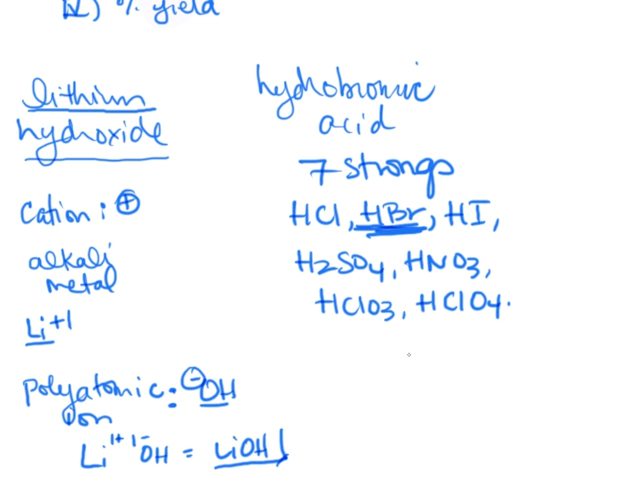 IV) % yield
lithium
hydroxide
cation: ⊕
alkali
metal
Li+1
polyatomic: ⊖OH
ion
Li1+ 1-OH = LiOH
hydrobromic
acid
7 strongs
HCl, HBr, HI,
H2SO4, HNO3,
HClO3, HClO4.